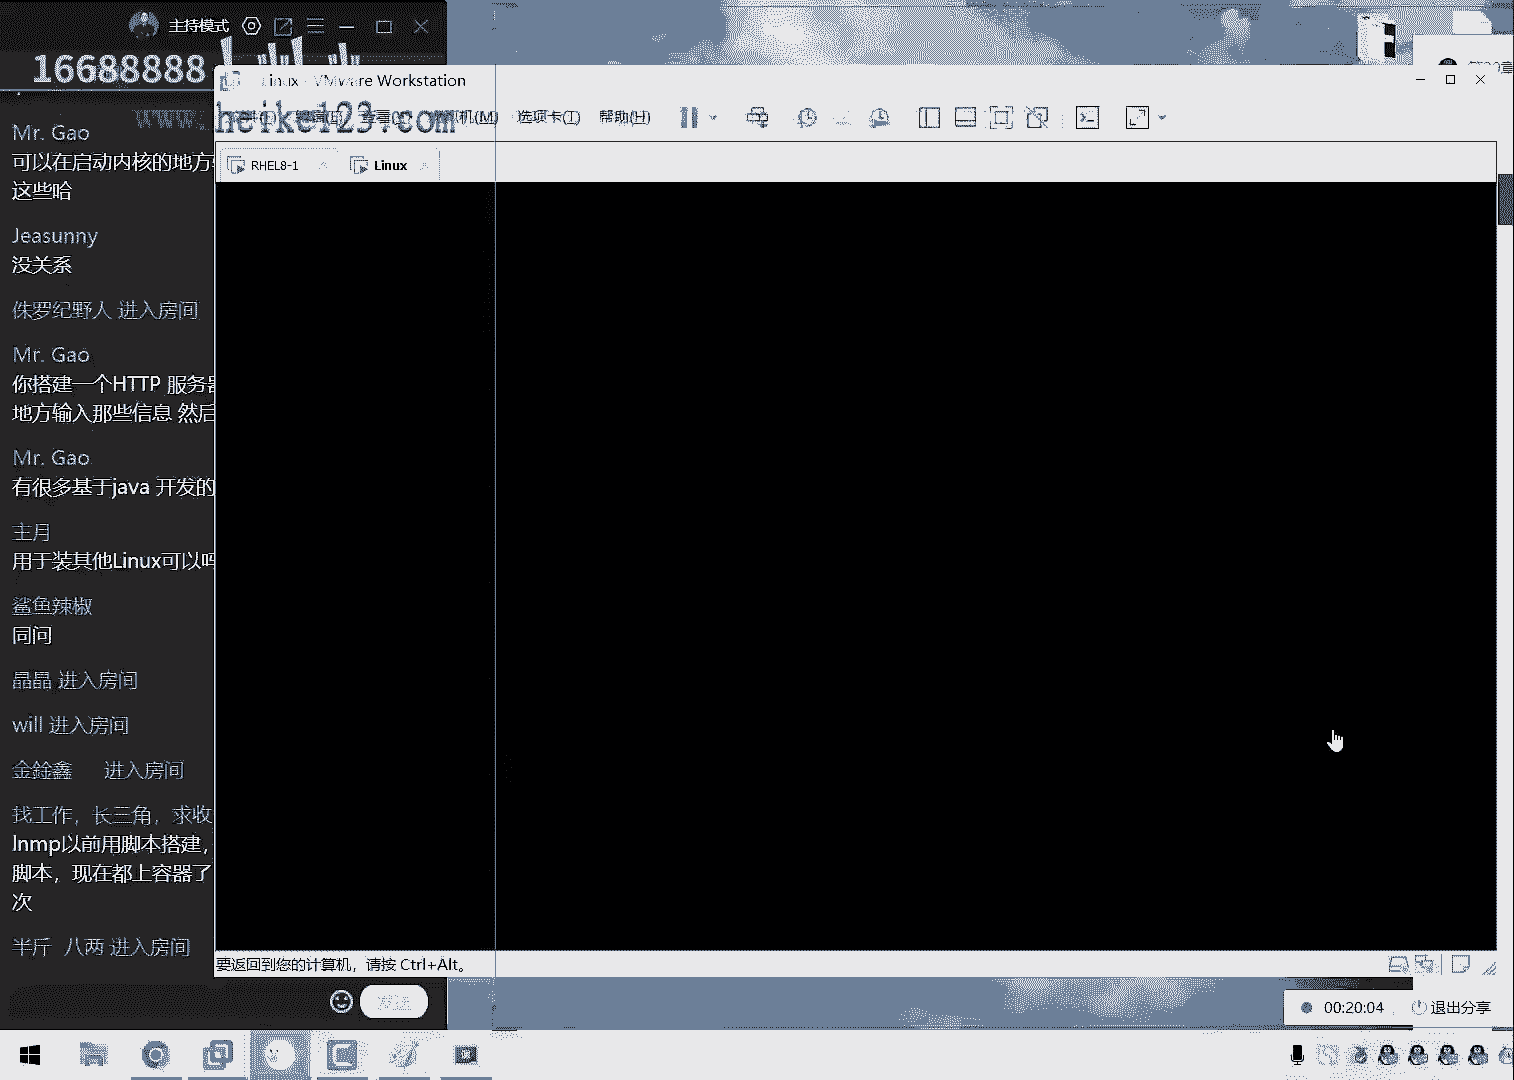 主持模式
16688888
Linux - VMware Workstation
www.heike123.com
选项卡(T) 帮助(H)
RHEL8-1
Linux
Mr. Gao
可以在启动内核的地方
这些哈
Jeasunny
没关系
侏罗纪野人 进入房间
Mr. Gao
你搭建一个HTTP 服务器
地方输入那些信息 然后
Mr. Gao
有很多基于java 开发的
主月
用于装其他Linux可以吗
鲨鱼辣椒
同问
晶晶 进入房间
will 进入房间
金銓鑫 进入房间
找工作，长三角，求收
lnmp以前用脚本搭建，
脚本，现在都上容器了
次
半斤 八两 进入房间
要返回到您的计算机，请按 Ctrl+Alt。
发送
00:20:04
退出分享